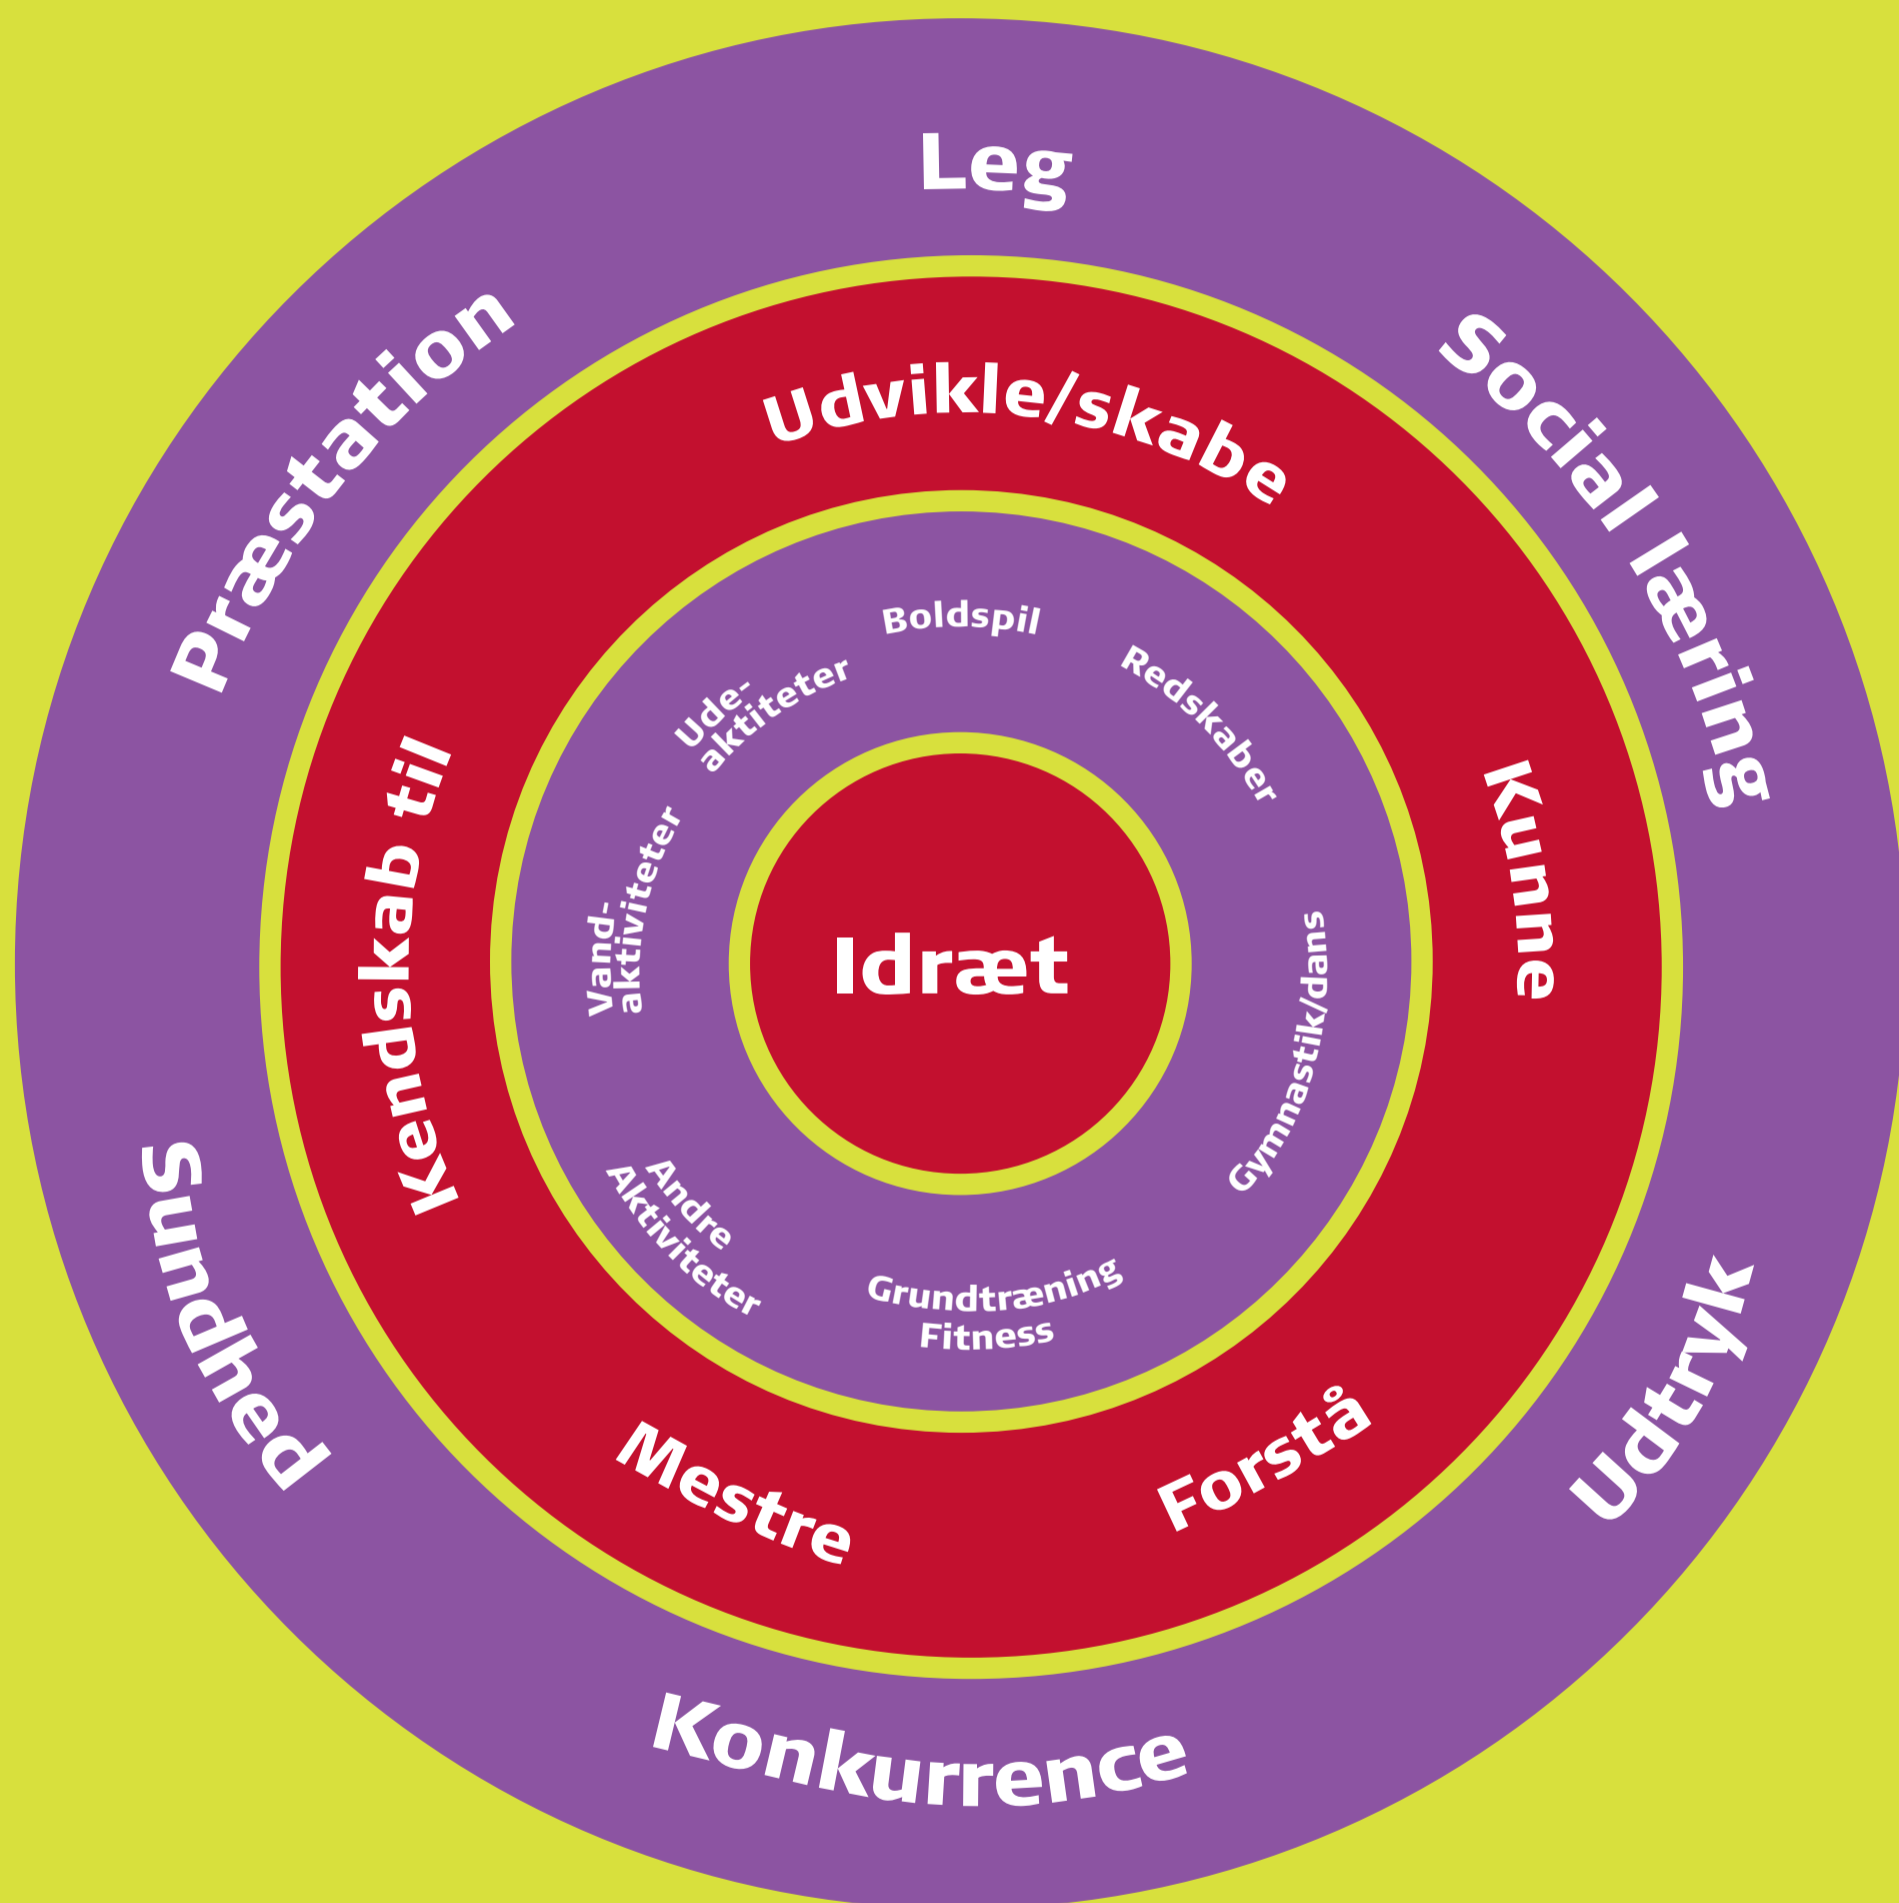 Leg
Social læring
Udtryk
Konkurrence
Sundhed
Præstation
Udvikle/skabe
Kunne
Forstå
Mestre
Kendskab til
Boldspil
Redskaber
Gymnastik/dans
Grundtræning
Fitness
Andre
Aktviteter
Vand-
aktiviteter
Ude-
aktiteter
Idræt